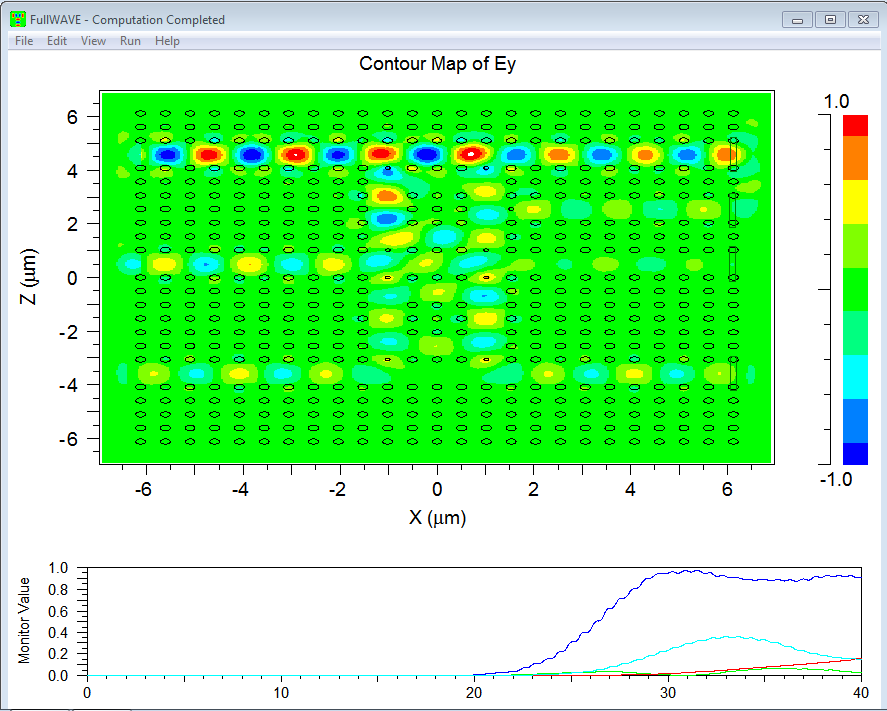 FullWAVE - Computation Completed
File Edit View Run Help
Contour Map of Ey
1.0
6
4
2
0
-2
-4
-6
Z (µm)
-1.0
-6 -4 -2 0 2 4 6
X (µm)
1.0
0.8
0.6
0.4
0.2
0.0
Monitor Value
0 10 20 30 40